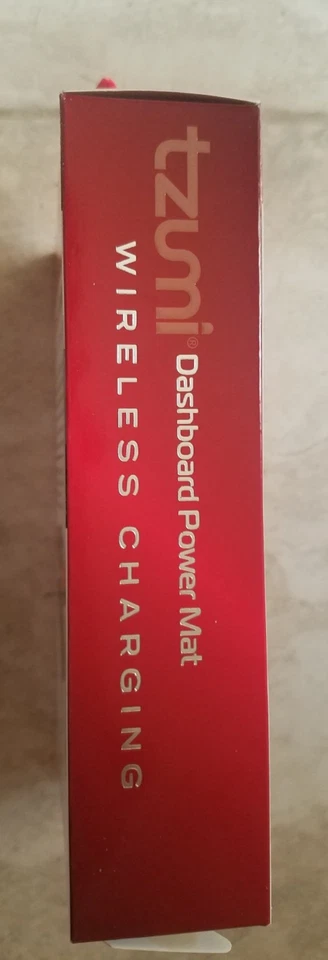 tzumi® Dashboard Power Mat
WIRELESS CHARGING